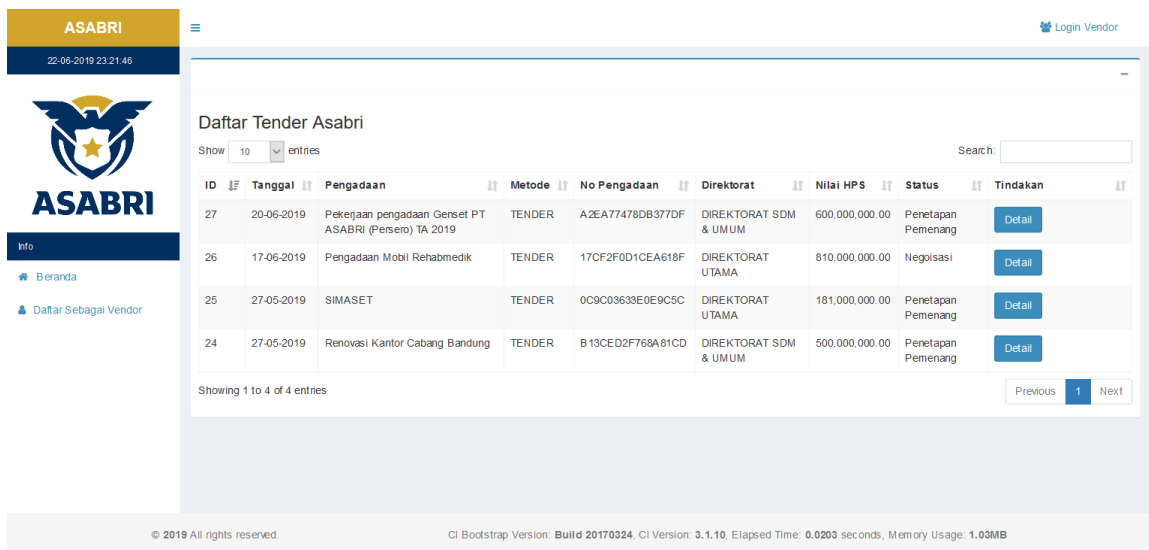 ASABRI
Login Vendor
22-06-2019 23:21:46
ASABRI
Info
Beranda
Daftar Sebagai Vendor
Daftar Tender Asabri
Show 10 entries
Search:
ID Tanggal Pengadaan Metode No Pengadaan Direktorat Nilai HPS Status Tindakan
27 20-06-2019 Pekerjaan pengadaan Genset PT TENDER A2EA77478DB377DF DIREKTORAT SDM 600,000,000.00 Penetapan Detail
ASABRI (Persero) TA 2019 & UMUM Pemenang
26 17-06-2019 Pengadaan Mobil Rehabmedik TENDER 17CF2F0D1CEA618F DIREKTORAT 810,000,000.00 Negoisasi Detail
UTAMA
25 27-05-2019 SIMASET TENDER 0C9C03633E0E9C5C DIREKTORAT 181,000,000.00 Penetapan Detail
UTAMA Pemenang
24 27-05-2019 Renovasi Kantor Cabang Bandung TENDER B13CED2F768A81CD DIREKTORAT SDM 500,000,000.00 Penetapan Detail
& UMUM Pemenang
Showing 1 to 4 of 4 entries
Previous 1 Next
© 2019 All rights reserved. CI Bootstrap Version: Build 20170324, CI Version: 3.1.10, Elapsed Time: 0.0203 seconds, Memory Usage: 1.03MB